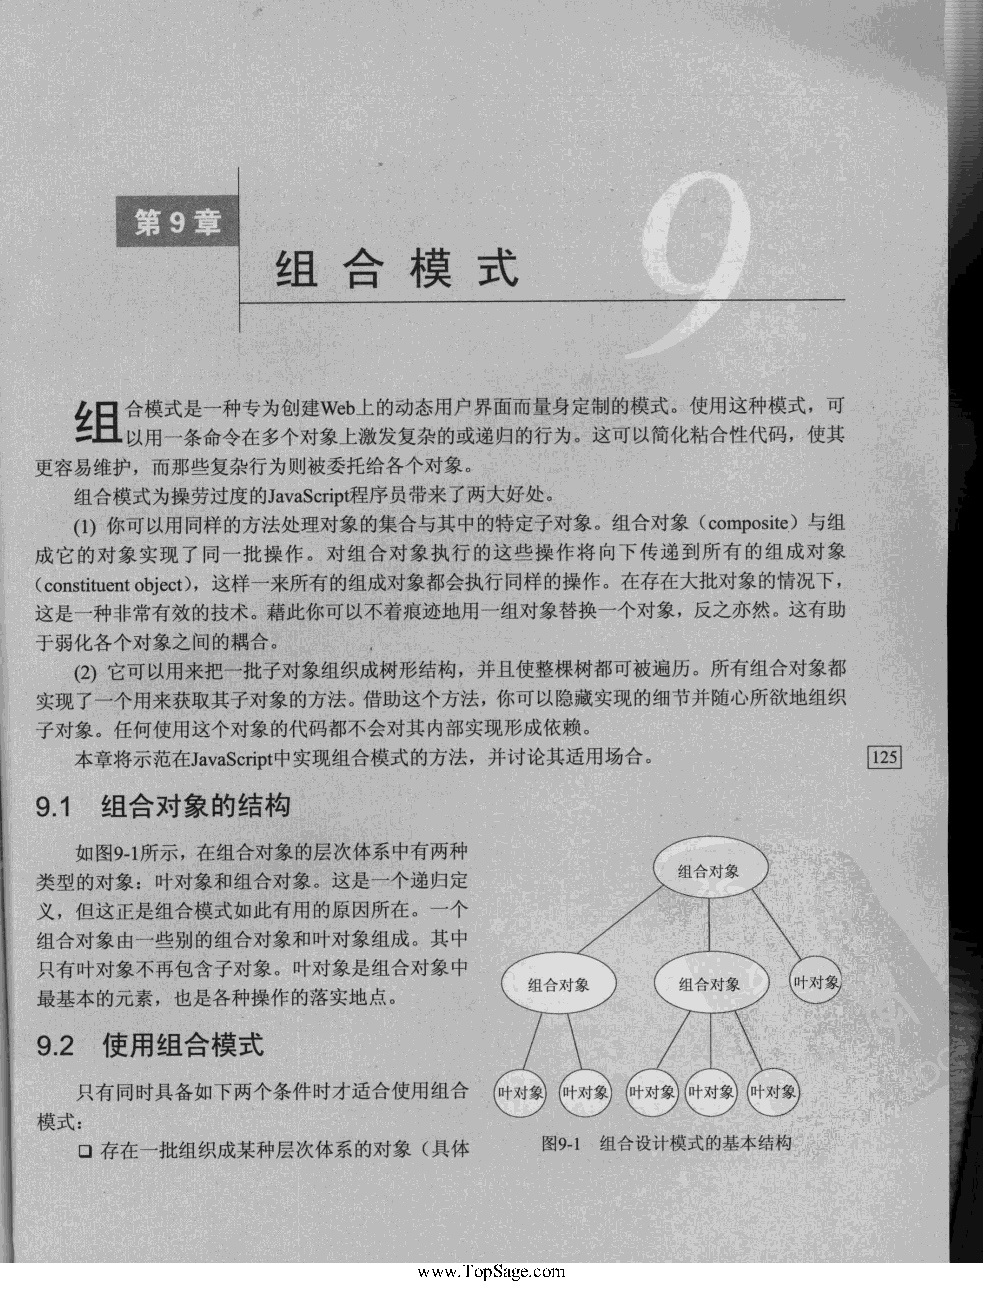 第9章
9
组合模式
组合模式是一种专为创建Web上的动态用户界面而量身定制的模式。使用这种模式，可
以用一条命令在多个对象上激发复杂的或递归的行为。这可以简化粘合性代码，使其
更容易维护，而那些复杂行为则被委托给各个对象。
组合模式为操劳过度的JavaScript程序员带来了两大好处。
(1) 你可以用同样的方法处理对象的集合与其中的特定子对象。组合对象（composite）与组
成它的对象实现了同一批操作。对组合对象执行的这些操作将向下传递到所有的组成对象
（constituent object），这样一来所有的组成对象都会执行同样的操作。在存在大批对象的情况下，
这是一种非常有效的技术。藉此你可以不着痕迹地用一组对象替换一个对象，反之亦然。这有助
于弱化各个对象之间的耦合。
(2) 它可以用来把一批子对象组织成树形结构，并且使整棵树都可被遍历。所有组合对象都
实现了一个用来获取其子对象的方法。借助这个方法，你可以隐藏实现的细节并随心所欲地组织
子对象。任何使用这个对象的代码都不会对其内部实现形成依赖。
本章将示范在JavaScript中实现组合模式的方法，并讨论其适用场合。
125
9.1 组合对象的结构
如图9-1所示，在组合对象的层次体系中有两种
类型的对象：叶对象和组合对象。这是一个递归定
义，但这正是组合模式如此有用的原因所在。一个
组合对象由一些别的组合对象和叶对象组成。其中
只有叶对象不再包含子对象。叶对象是组合对象中
最基本的元素，也是各种操作的落实地点。
9.2 使用组合模式
只有同时具备如下两个条件时才适合使用组合
模式：
❑ 存在一批组织成某种层次体系的对象（具体
组合对象
组合对象 组合对象 叶对象
叶对象 叶对象 叶对象 叶对象 叶对象
图9-1 组合设计模式的基本结构
www.TopSage.com